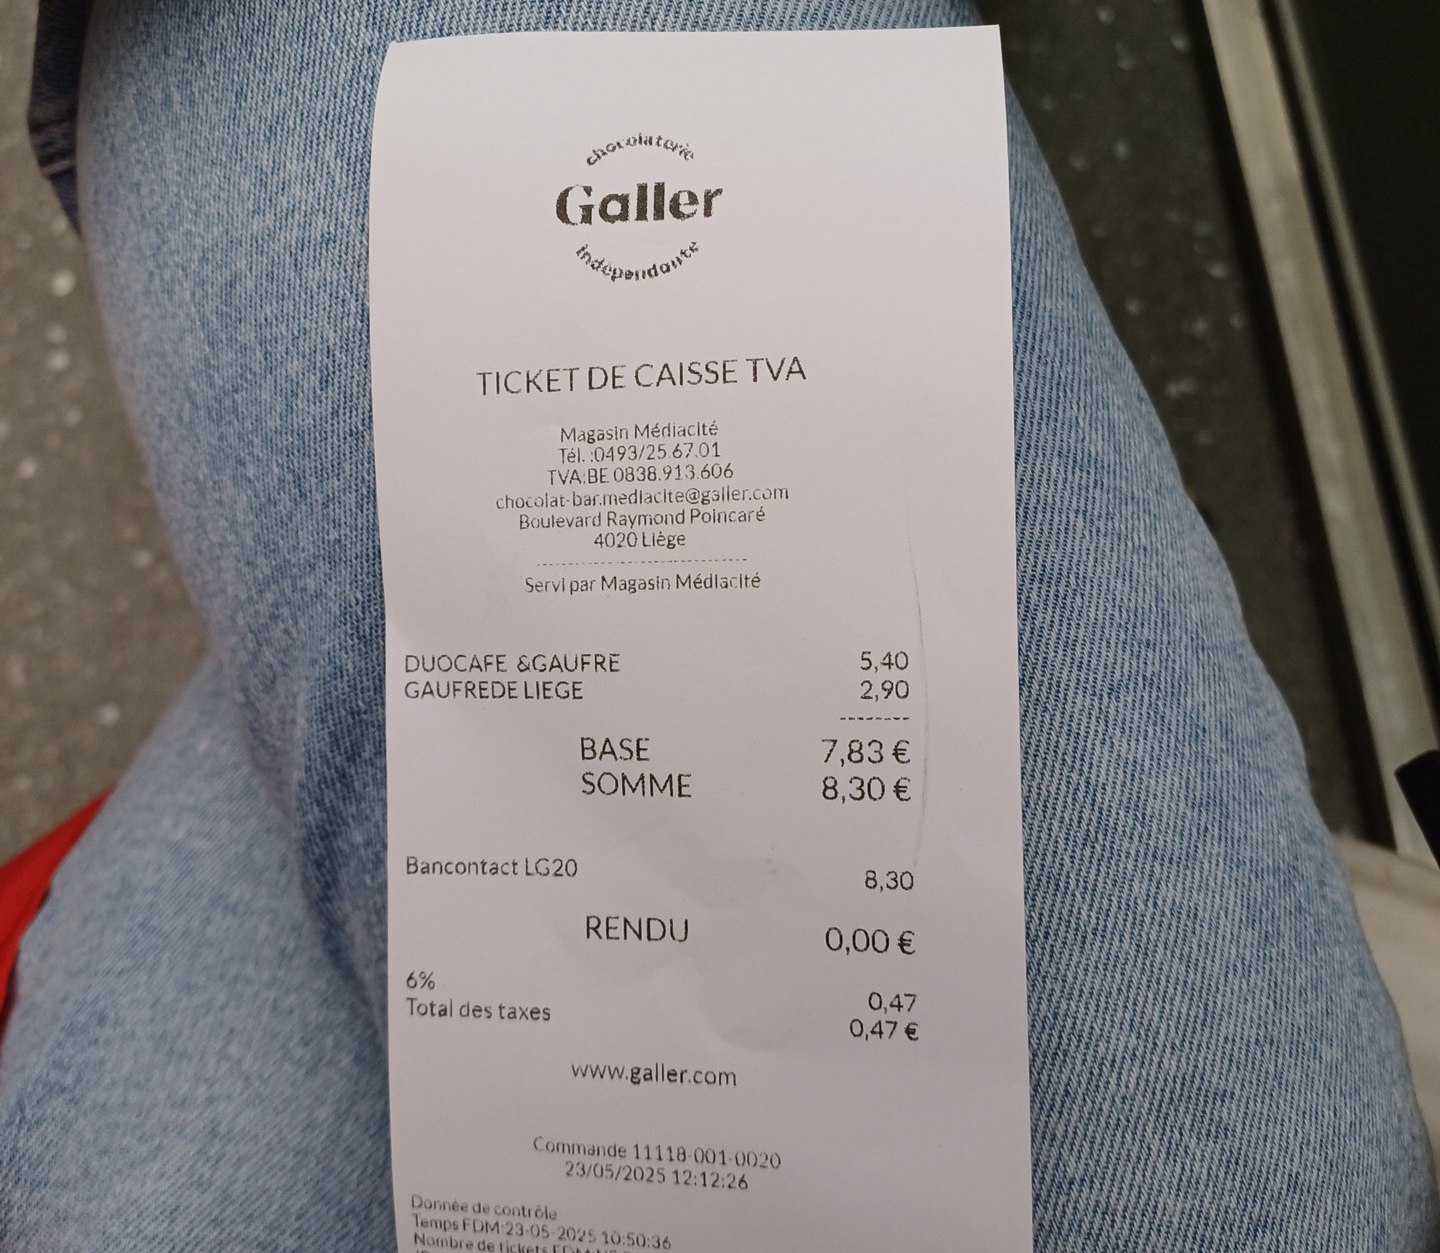 chocolaterie
Galler
indépendante
TICKET DE CAISSE TVA
Magasin Médiacité
Tél. :0493/25.67.01
TVA:BE 0838.913.606
chocolat-bar.mediacite@galler.com
Boulevard Raymond Poincaré
4020 Liège
Servi par Magasin Médiacité
DUOCAFE &GAUFRE 5,40
GAUFREDE LIEGE 2,90
BASE 7,83 €
SOMME 8,30 €
Bancontact LG20 8,30
RENDU 0,00 €
6% 0,47
Total des taxes 0,47 €
www.galler.com
Commande 11118-001-0020
23/05/2025 12:12:26
Donnée de contrôle
Temps FDM:23-05-2025 10:50:36
Nombre de tickets